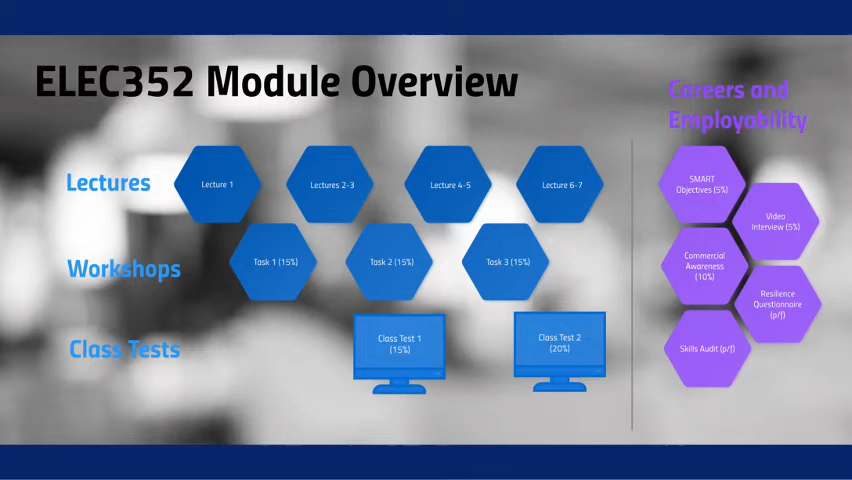 ELEC352 Module Overview
Careers and
Employability
Lectures
Lecture 1
Lectures 2-3
Lecture 4-5
Lecture 6-7
Workshops
Task 1 (15%)
Task 2 (15%)
Task 3 (15%)
Class Tests
Class Test 1
(15%)
Class Test 2
(20%)
SMART
Objectives (5%)
Video
Interview (5%)
Commercial
Awareness
(10%)
Resilience
Questionnaire
(p/f)
Skills Audit (p/f)